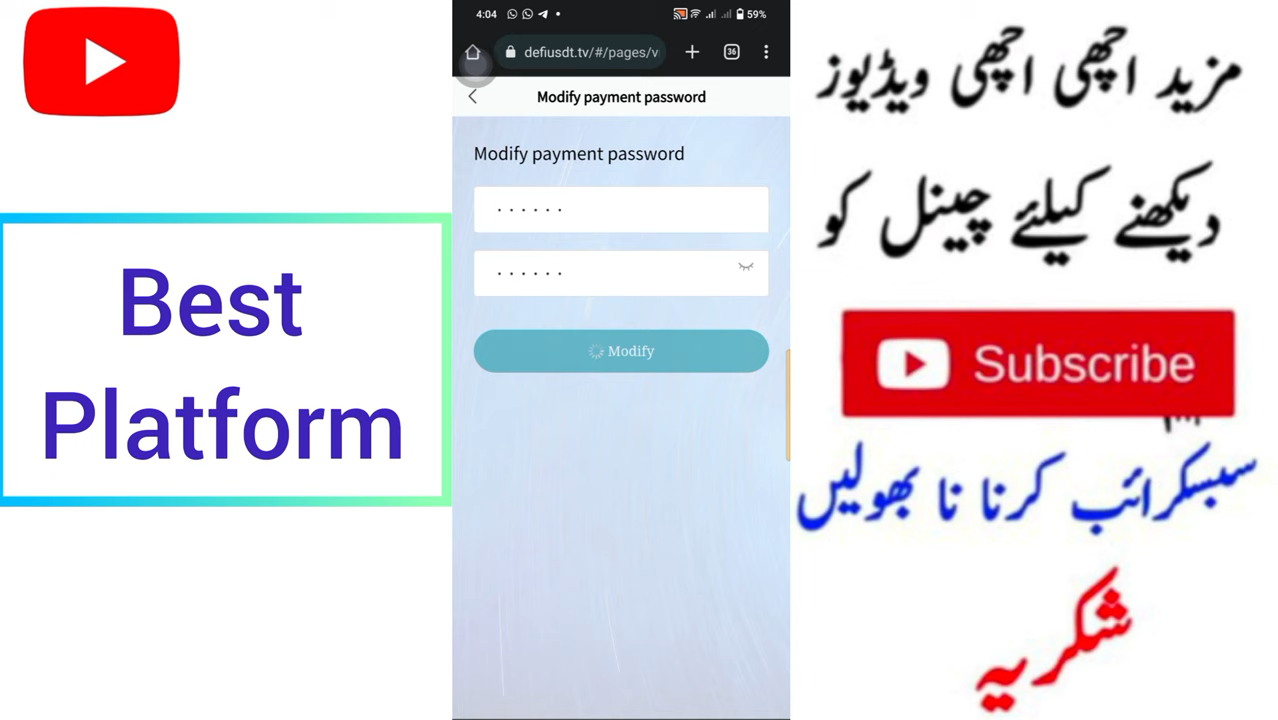 Best
Platform
4:04
59%
defiusdt.tv/#/pages/v
36
Modify payment password
Modify payment password
......
......
Modify
مزید اچھی اچھی ویڈیوز
دیکھنے کیلئے چینل کو
Subscribe
سبسکرائب کرنا نا بھولیں
شکریہ